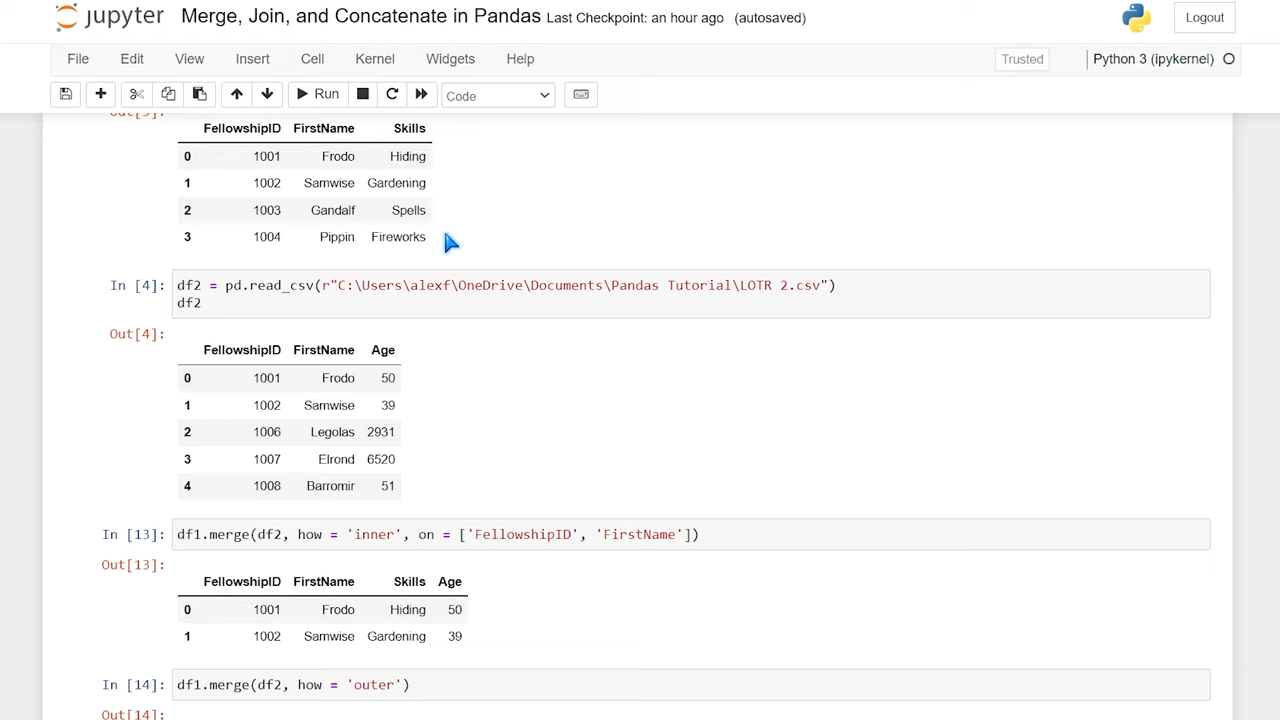 jupyter Merge, Join, and Concatenate in Pandas Last Checkpoint: an hour ago (autosaved) Logout
File Edit View Insert Cell Kernel Widgets Help Trusted Python 3 (ipykernel)
Run Code
Out[3]:
FellowshipID FirstName Skills
0 1001 Frodo Hiding
1 1002 Samwise Gardening
2 1003 Gandalf Spells
3 1004 Pippin Fireworks
In [4]: df2 = pd.read_csv(r"C:\Users\alexf\OneDrive\Documents\Pandas Tutorial\LOTR 2.csv")
df2
Out[4]:
FellowshipID FirstName Age
0 1001 Frodo 50
1 1002 Samwise 39
2 1006 Legolas 2931
3 1007 Elrond 6520
4 1008 Barromir 51
In [13]: df1.merge(df2, how = 'inner', on = ['FellowshipID', 'FirstName'])
Out[13]:
FellowshipID FirstName Skills Age
0 1001 Frodo Hiding 50
1 1002 Samwise Gardening 39
In [14]: df1.merge(df2, how = 'outer')
Out[14]: